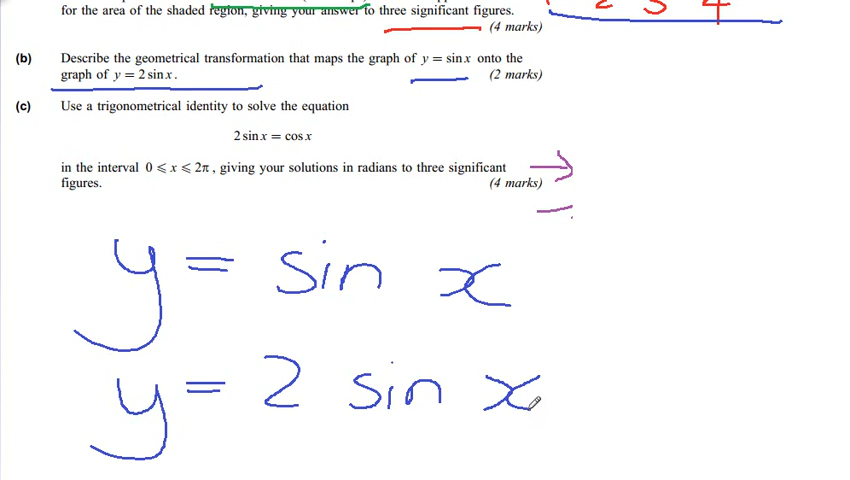 for the area of the shaded region, giving your answer to three significant figures.
(4 marks)
2 3 4
(b) Describe the geometrical transformation that maps the graph of y = sin x onto the
graph of y = 2 sin x. (2 marks)
(c) Use a trigonometrical identity to solve the equation
2 sin x = cos x
in the interval 0 ⩽ x ⩽ 2π, giving your solutions in radians to three significant
figures. (4 marks)
y = sin x
y = 2 sin x